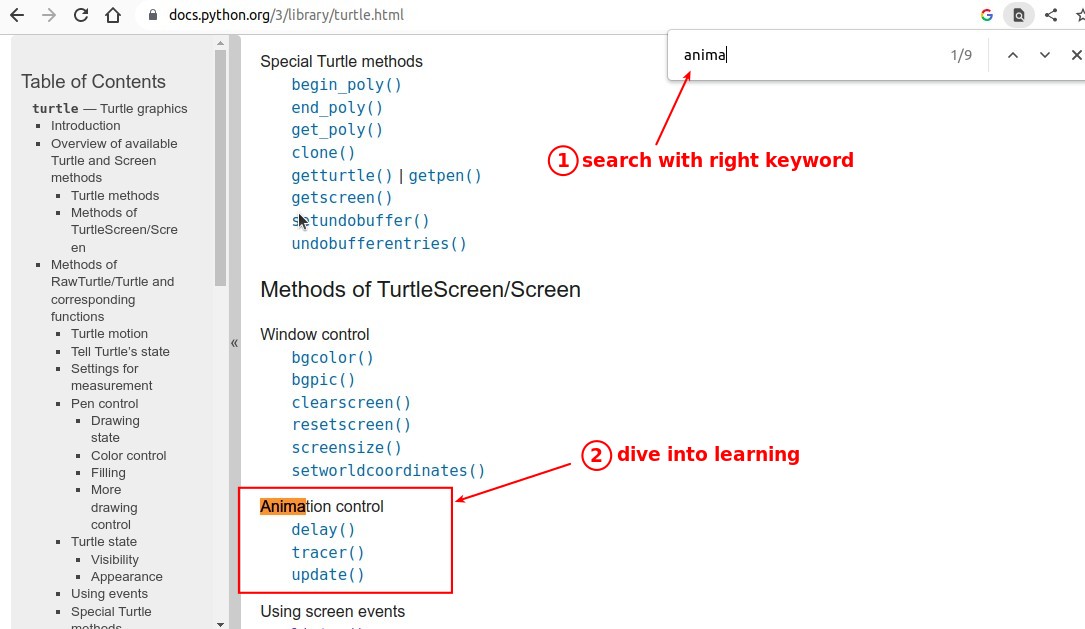 docs.python.org/3/library/turtle.html
anima
1/9
Table of Contents
turtle — Turtle graphics
Introduction
Overview of available
Turtle and Screen
methods
Turtle methods
Methods of
TurtleScreen/Scre
en
Methods of
RawTurtle/Turtle and
corresponding
functions
Turtle motion
Tell Turtle's state
Settings for
measurement
Pen control
Drawing
state
Color control
Filling
More
drawing
control
Turtle state
Visibility
Appearance
Using events
Special Turtle
methods
«
Special Turtle methods
begin_poly()
end_poly()
get_poly()
clone()
getturtle() | getpen()
getscreen()
setundobuffer()
undobufferentries()
Methods of TurtleScreen/Screen
Window control
bgcolor()
bgpic()
clearscreen()
resetscreen()
screensize()
setworldcoordinates()
Animation control
delay()
tracer()
update()
Using screen events
1 search with right keyword
2 dive into learning